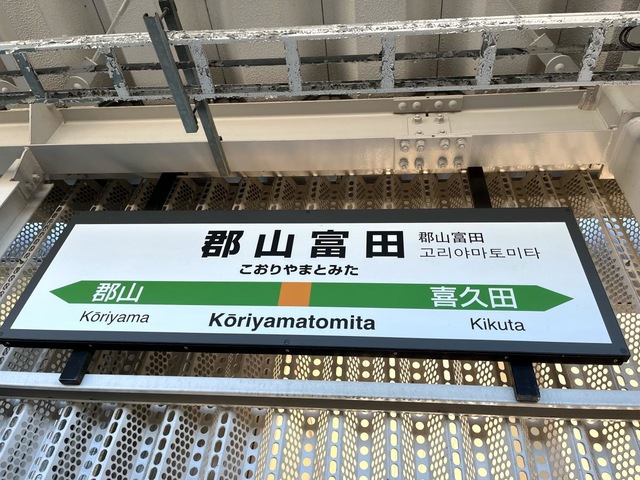 郡山富田
こおりやまとみた
郡山富田
고리야마토미타
郡山
喜久田
Kōriyama
Kōriyamatomita
Kikuta